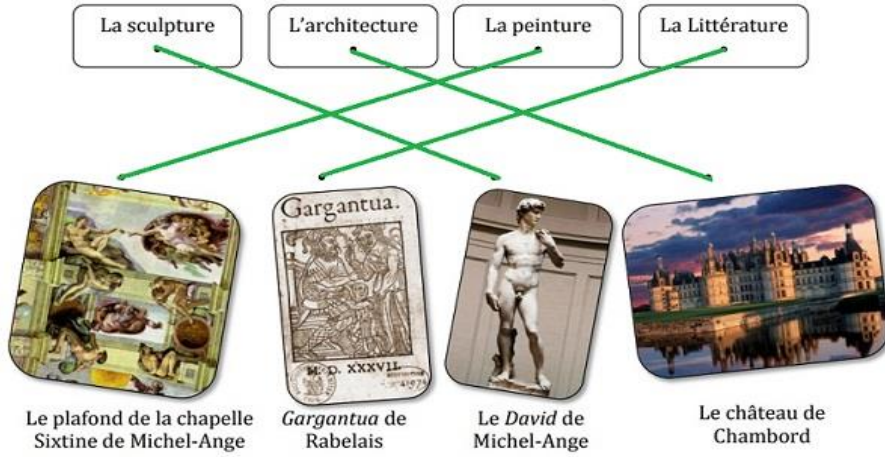 La sculpture
L'architecture
La peinture
La Littérature
Gargantua.
M. D. XXXVII.
Le plafond de la chapelle
Sixtine de Michel-Ange
Gargantua de
Rabelais
Le David de
Michel-Ange
Le château de
Chambord